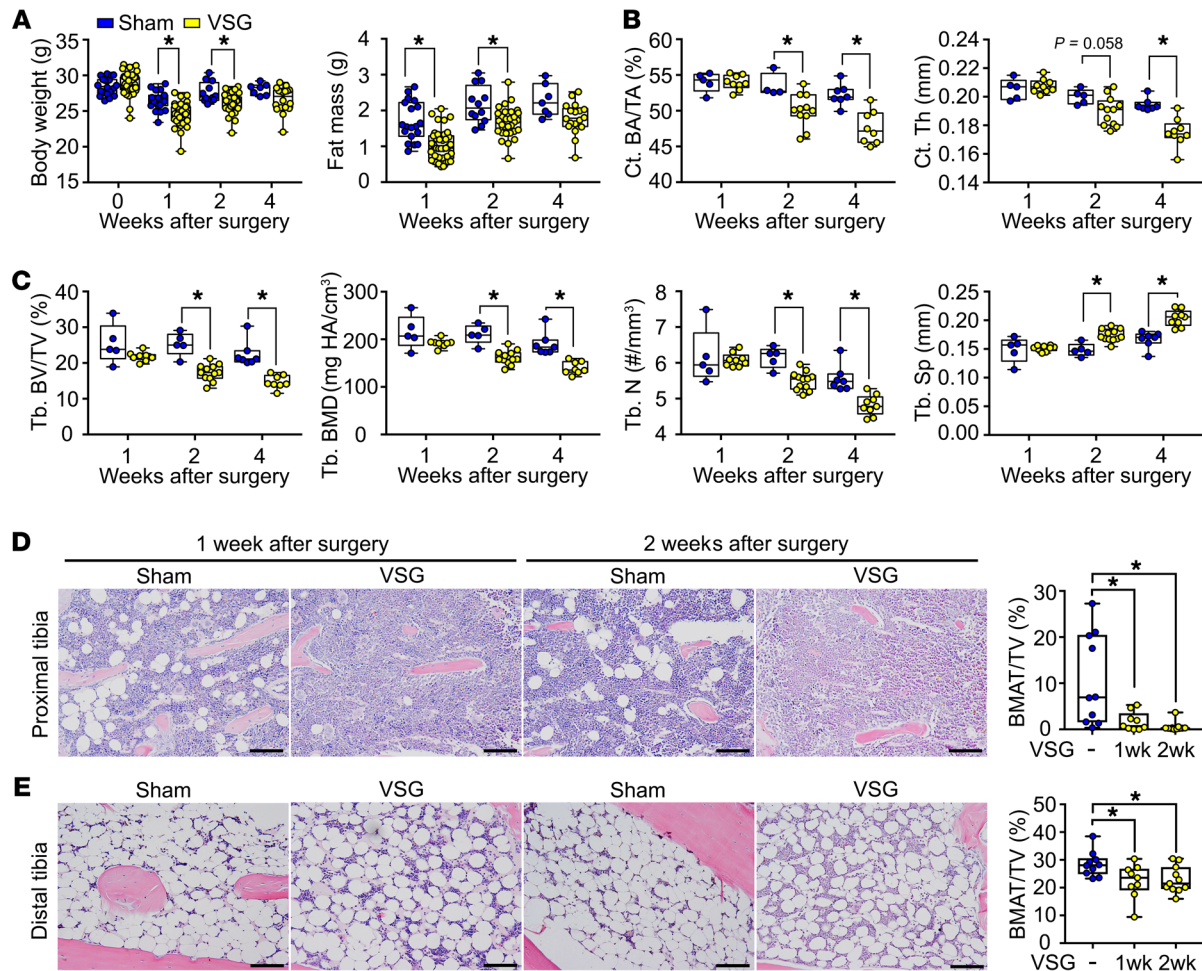 A
Sham VSG
Body weight (g)
35
30
25
20
15
* *
0 1 2 4
Weeks after surgery
Fat mass (g)
4
3
2
1
0
* *
1 2 4
Weeks after surgery
B
Ct. BA/TA (%)
60
55
50
45
40
* *
1 2 4
Weeks after surgery
Ct. Th (mm)
0.24
0.22
0.20
0.18
0.16
0.14
P = 0.058 *
1 2 4
Weeks after surgery
C
Tb. BV/TV (%)
40
30
20
10
0
* *
1 2 4
Weeks after surgery
Tb. BMD (mg HA/cm³)
300
200
100
0
* *
1 2 4
Weeks after surgery
Tb. N (#/mm³)
8
7
6
5
4
* *
1 2 4
Weeks after surgery
Tb. Sp (mm)
0.25
0.20
0.15
0.10
0.05
0.00
* *
1 2 4
Weeks after surgery
D
1 week after surgery 2 weeks after surgery
Sham VSG Sham VSG
Proximal tibia
BMAT/TV (%)
30
20
10
0
*
*
VSG - 1wk 2wk
E
Sham VSG Sham VSG
Distal tibia
BMAT/TV (%)
50
40
30
20
10
0
*
*
VSG - 1wk 2wk